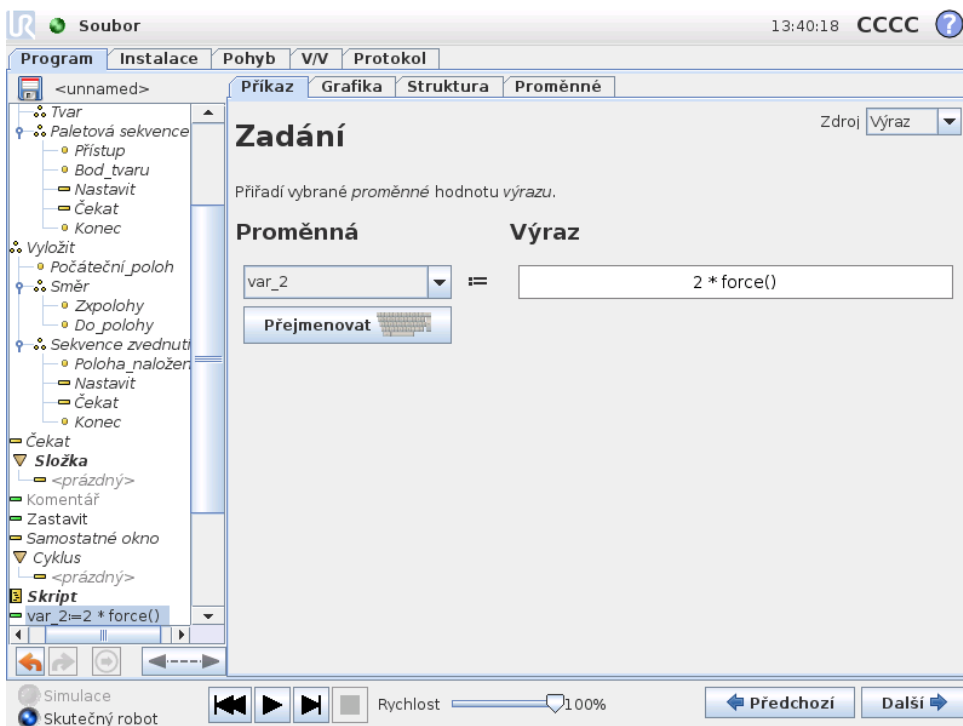 Soubor 13:40:18 CCCC ?
Program Instalace Pohyb V/V Protokol
<unnamed>
Příkaz Grafika Struktura Proměnné
Tvar
Paletová sekvence
Přístup
Bod_tvaru
Nastavit
Čekat
Konec
Vyložit
Počáteční_poloh
Směr
Zxpolohy
Do_polohy
Sekvence zvednutí
Poloha_naložen
Nastavit
Čekat
Konec
Čekat
Složka
<prázdný>
Komentář
Zastavit
Samostatné okno
Cyklus
<prázdný>
Skript
var_2:=2 * force()
Zdroj Výraz
Zadání
Přiřadí vybrané proměnné hodnotu výrazu.
Proměnná Výraz
var_2 := 2 * force()
Přejmenovat
Simulace
Skutečný robot
Rychlost 100%
Předchozí Další